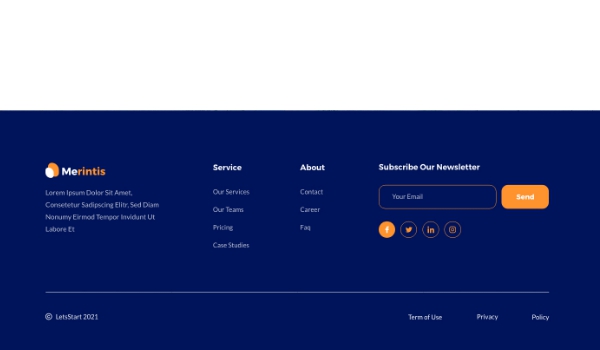 Merintis
Lorem Ipsum Dolor Sit Amet,
Consetetur Sadipscing Elitr, Sed Diam
Nonumy Eirmod Tempor Invidunt Ut
Labore Et
Service
Our Services
Our Teams
Pricing
Case Studies
About
Contact
Career
Faq
Subscribe Our Newsletter
Your Email
Send
© LetsStart 2021
Term of Use
Privacy
Policy